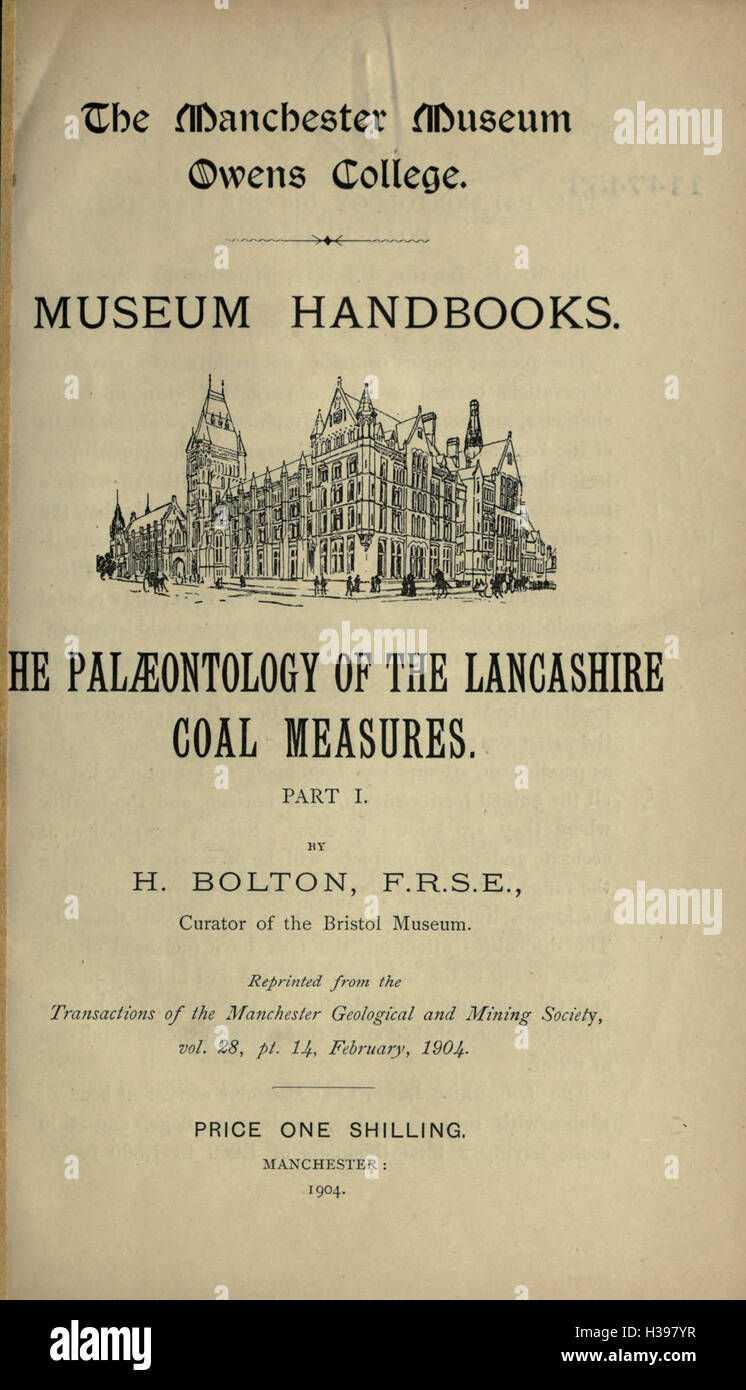 The Manchester Museum
Owens College.
MUSEUM HANDBOOKS.
HE PALÆONTOLOGY OF THE LANCASHIRE
COAL MEASURES.
PART I.
BY
H. BOLTON, F.R.S.E.,
Curator of the Bristol Museum.
Reprinted from the
Transactions of the Manchester Geological and Mining Society,
vol. 28, pt. 14, February, 1904.
PRICE ONE SHILLING.
MANCHESTER:
1904.
alamy
alamy
alamy
a
alamy
Image ID: H397YR
www.alamy.com